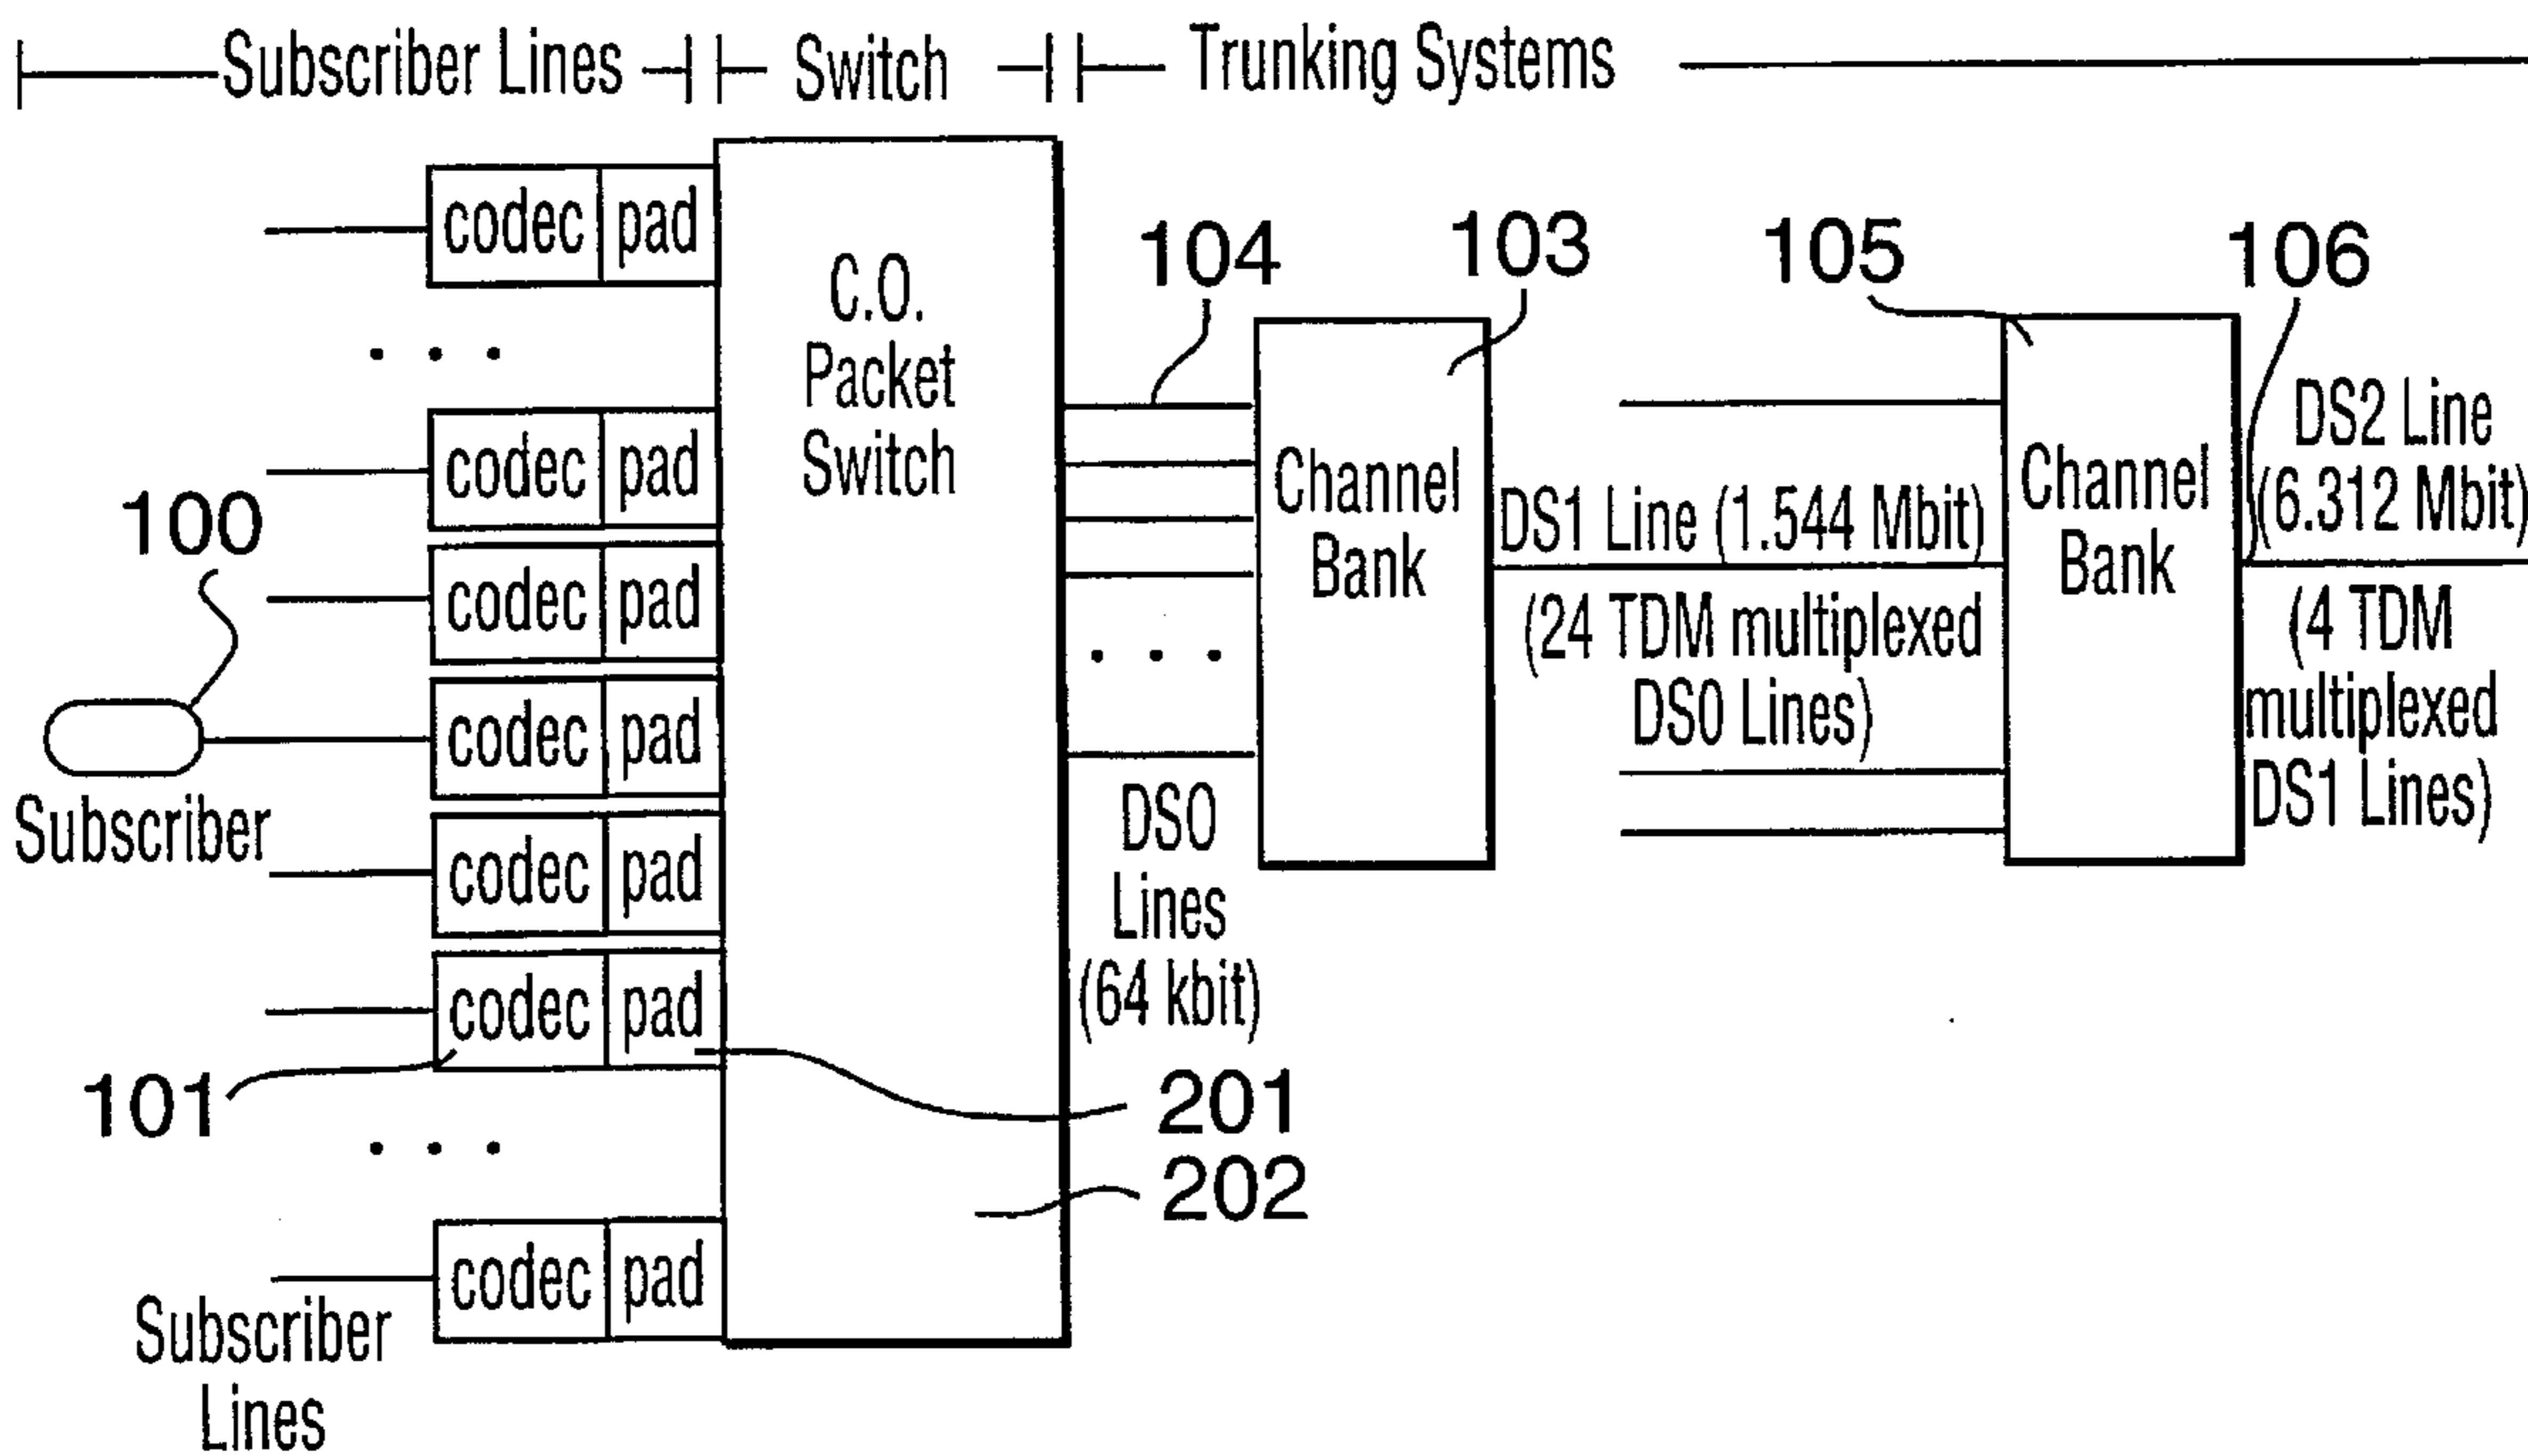 Subscriber Lines
Switch
Trunking Systems
codec pad
C.O.
Packet
Switch
104
103
105
106
codec pad
100
codec pad
codec pad
Subscriber
codec pad
codec pad
101
201
202
codec pad
Subscriber
Lines
DS0
Lines
(64 kbit)
Channel
Bank
DS1 Line (1.544 Mbit)
(24 TDM multiplexed
DS0 Lines)
Channel
Bank
DS2 Line
(6.312 Mbit)
(4 TDM
multiplexed
DS1 Lines)